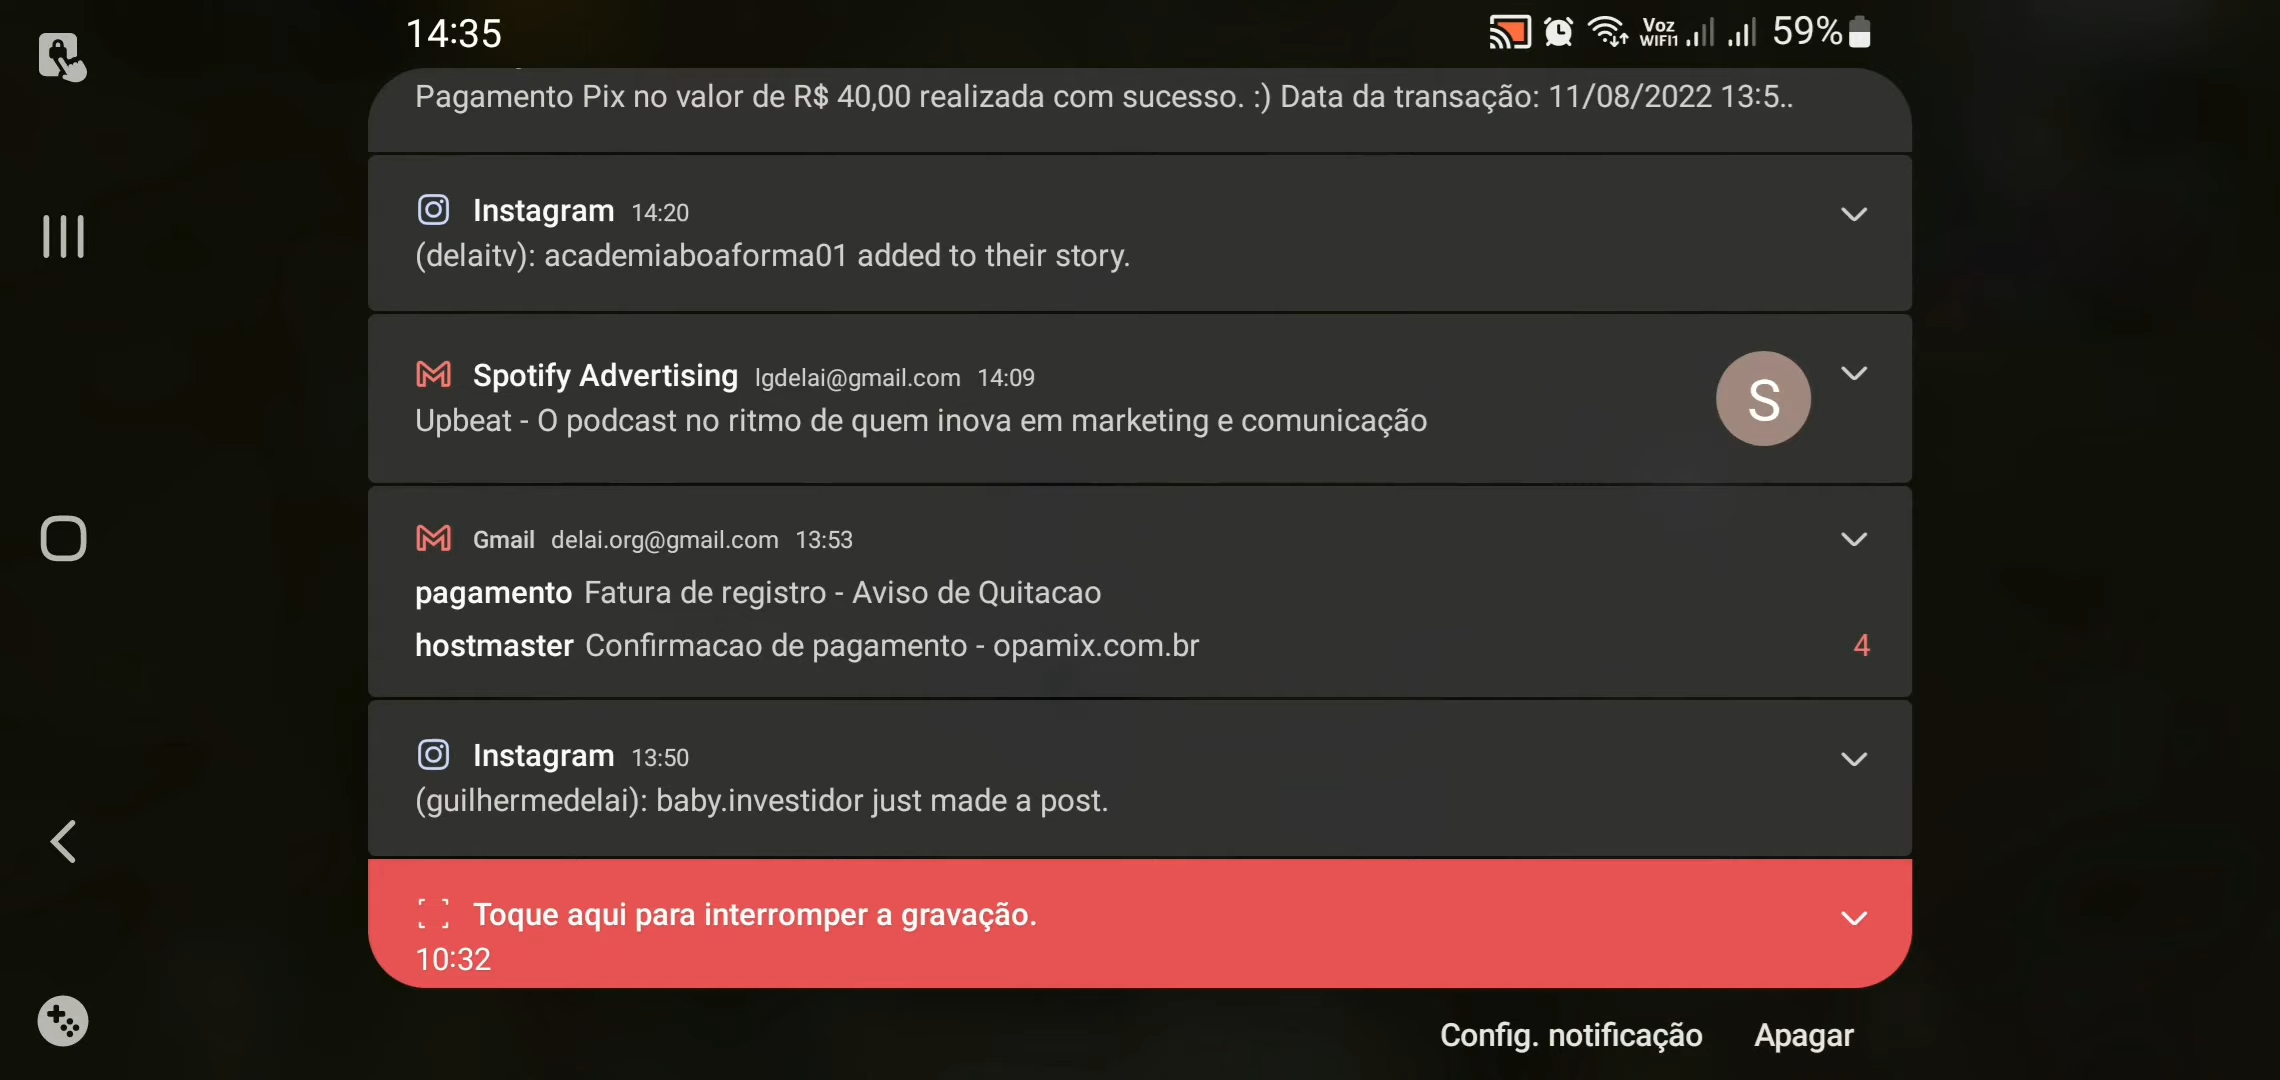 14:35
Voz
WIFI1
59%
Pagamento Pix no valor de R$ 40,00 realizada com sucesso. :) Data da transação: 11/08/2022 13:5..
Instagram 14:20
(delaitv): academiaboaforma01 added to their story.
Spotify Advertising lgdelai@gmail.com 14:09
S
Upbeat - O podcast no ritmo de quem inova em marketing e comunicação
Gmail delai.org@gmail.com 13:53
pagamento Fatura de registro - Aviso de Quitacao
hostmaster Confirmacao de pagamento - opamix.com.br
4
Instagram 13:50
(guilhermedelai): baby.investidor just made a post.
Toque aqui para interromper a gravação.
10:32
Config. notificação Apagar